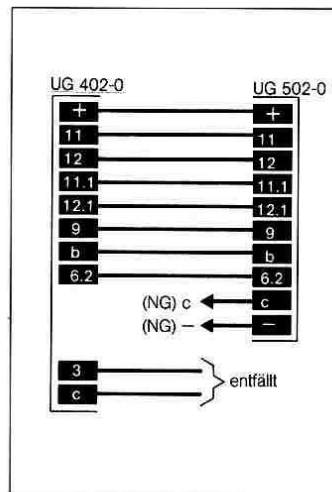 UG 402-0 UG 502-0
+ +
11 11
12 12
11.1 11.1
12.1 12.1
9 9
b b
6.2 6.2
(NG) c c
(NG) – –
3
c
entfällt